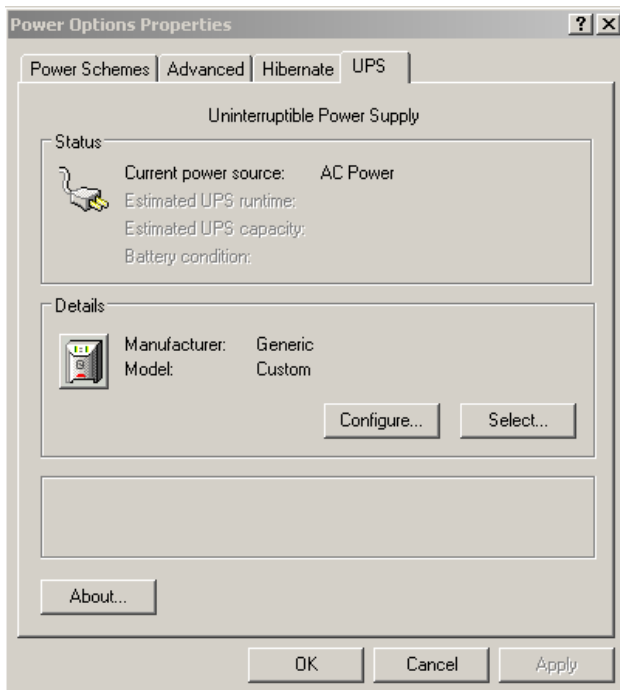 Power Options Properties
Power Schemes Advanced Hibernate UPS
Uninterruptible Power Supply
Status
Current power source: AC Power
Estimated UPS runtime:
Estimated UPS capacity:
Battery condition:
Details
Manufacturer: Generic
Model: Custom
Configure... Select...
About...
OK Cancel Apply